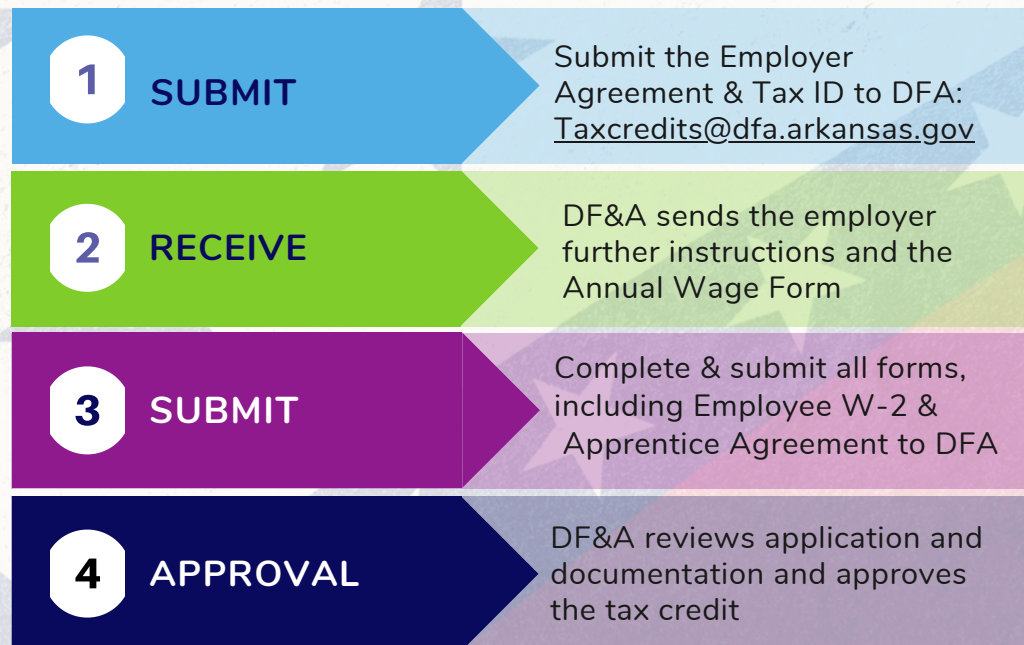 1
SUBMIT
Submit the Employer
Agreement & Tax ID to DFA:
Taxcredits@dfa.arkansas.gov
2
RECEIVE
DF&A sends the employer
further instructions and the
Annual Wage Form
3
SUBMIT
Complete & submit all forms,
including Employee W-2 &
Apprentice Agreement to DFA
4
APPROVAL
DF&A reviews application and
documentation and approves
the tax credit